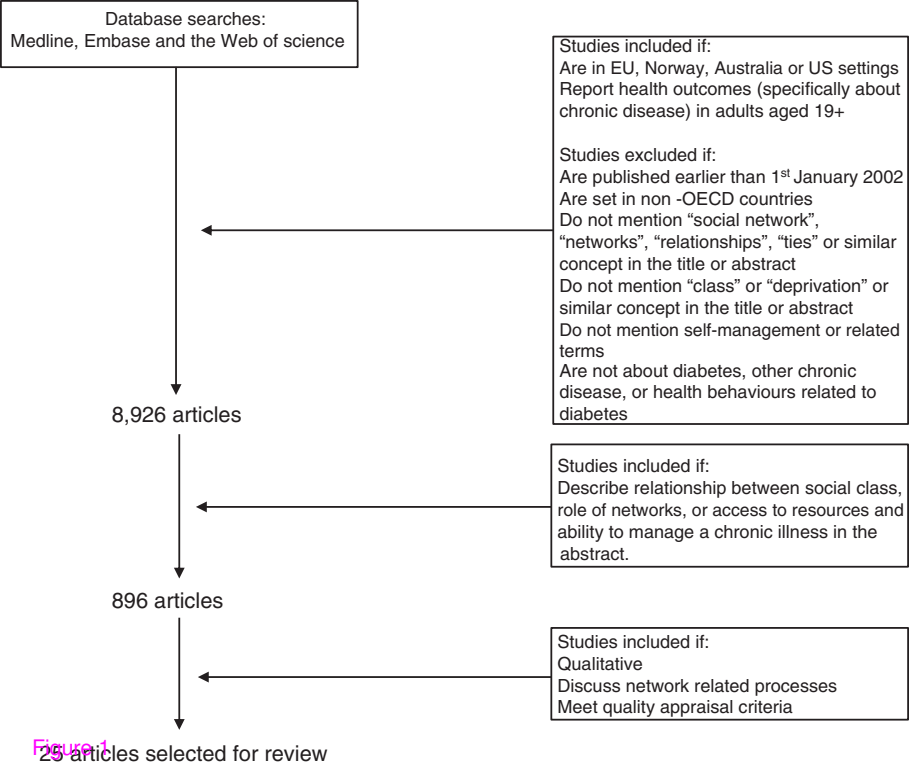 Database searches:
Medline, Embase and the Web of science
Studies included if:
Are in EU, Norway, Australia or US settings
Report health outcomes (specifically about
chronic disease) in adults aged 19+
Studies excluded if:
Are published earlier than 1st January 2002
Are set in non -OECD countries
Do not mention “social network”,
“networks”, “relationships”, “ties” or similar
concept in the title or abstract
Do not mention “class” or “deprivation” or
similar concept in the title or abstract
Do not mention self-management or related
terms
Are not about diabetes, other chronic
disease, or health behaviours related to
diabetes
8,926 articles
Studies included if:
Describe relationship between social class,
role of networks, or access to resources and
ability to manage a chronic illness in the
abstract.
896 articles
Studies included if:
Qualitative
Discuss network related processes
Meet quality appraisal criteria
Figure 1
25 articles selected for review